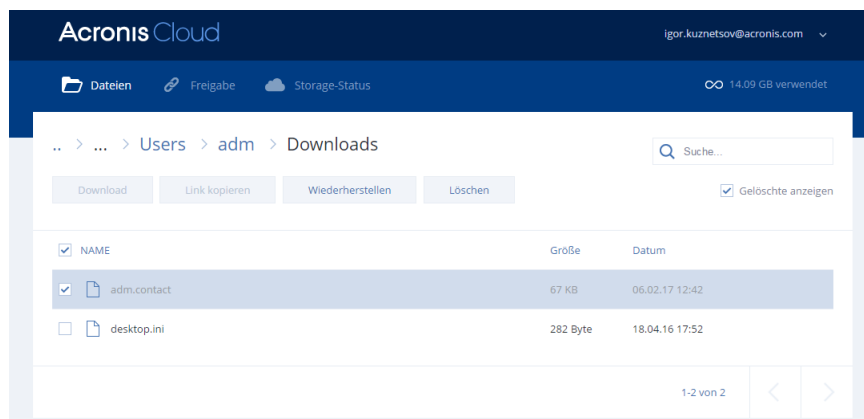 Acronis Cloud
igor.kuznetsov@acronis.com
Dateien Freigabe Storage-Status 14.09 GB verwendet
.. > ... > Users > adm > Downloads
Suche...
Download Link kopieren Wiederherstellen Löschen Gelöschte anzeigen
NAME Größe Datum
adm.contact 67 KB 06.02.17 12:42
desktop.ini 282 Byte 18.04.16 17:52
1-2 von 2